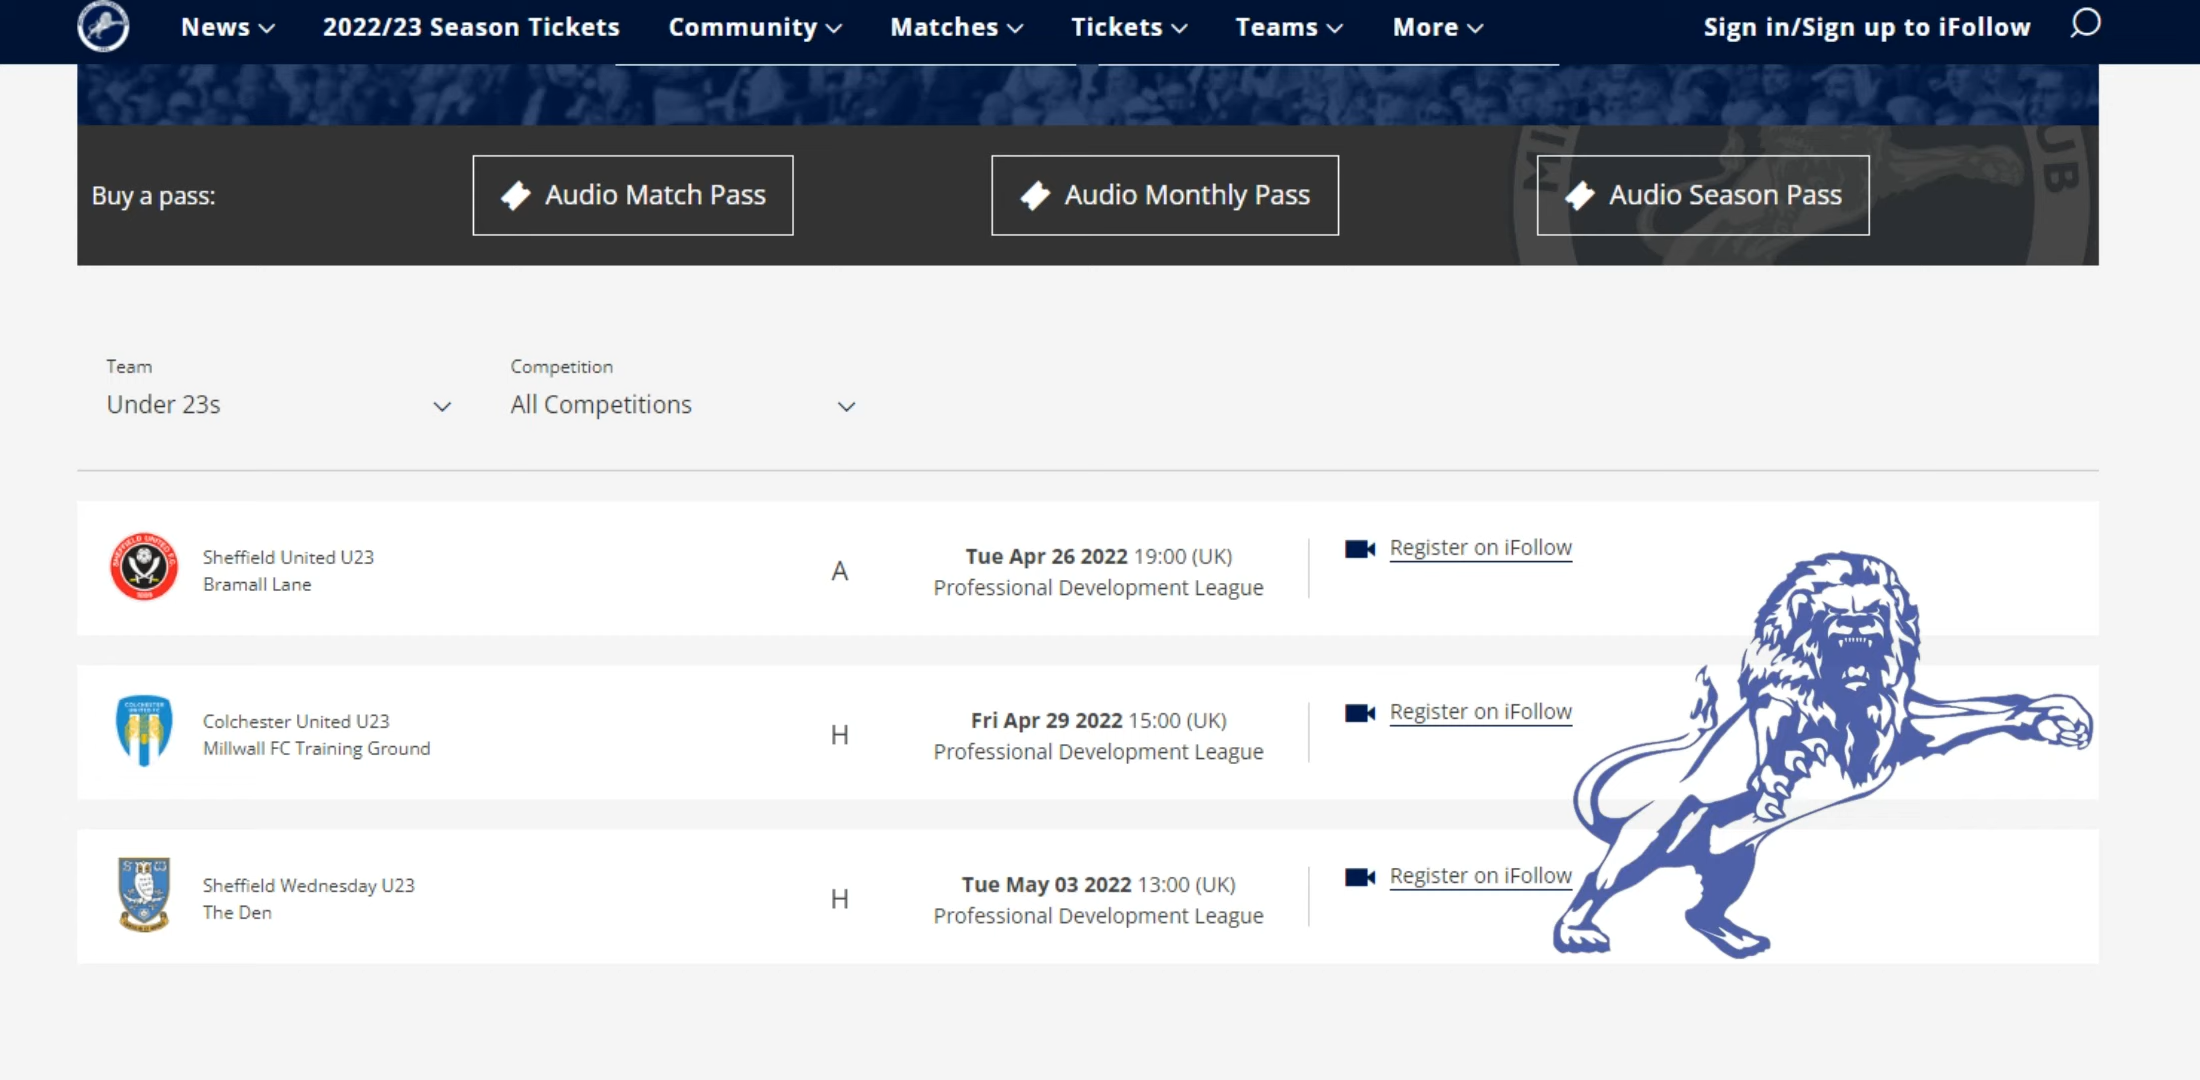 News
2022/23 Season Tickets
Community
Matches
Tickets
Teams
More
Sign in/Sign up to iFollow
Buy a pass:
Audio Match Pass
Audio Monthly Pass
Audio Season Pass
Team
Competition
Under 23s
All Competitions
Sheffield United U23
Bramall Lane
A
Tue Apr 26 2022 19:00 (UK)
Professional Development League
Register on iFollow
Colchester United U23
Millwall FC Training Ground
H
Fri Apr 29 2022 15:00 (UK)
Professional Development League
Register on iFollow
Sheffield Wednesday U23
The Den
H
Tue May 03 2022 13:00 (UK)
Professional Development League
Register on iFollow